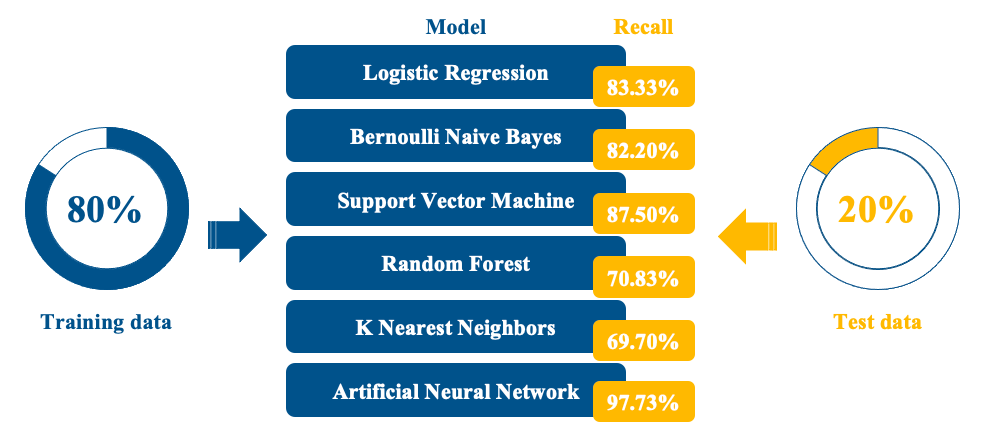 Model Recall
Logistic Regression
83.33%
Bernoulli Naive Bayes
82.20%
Support Vector Machine
87.50%
Random Forest
70.83%
K Nearest Neighbors
69.70%
Artificial Neural Network
97.73%
80%
Training data
20%
Test data